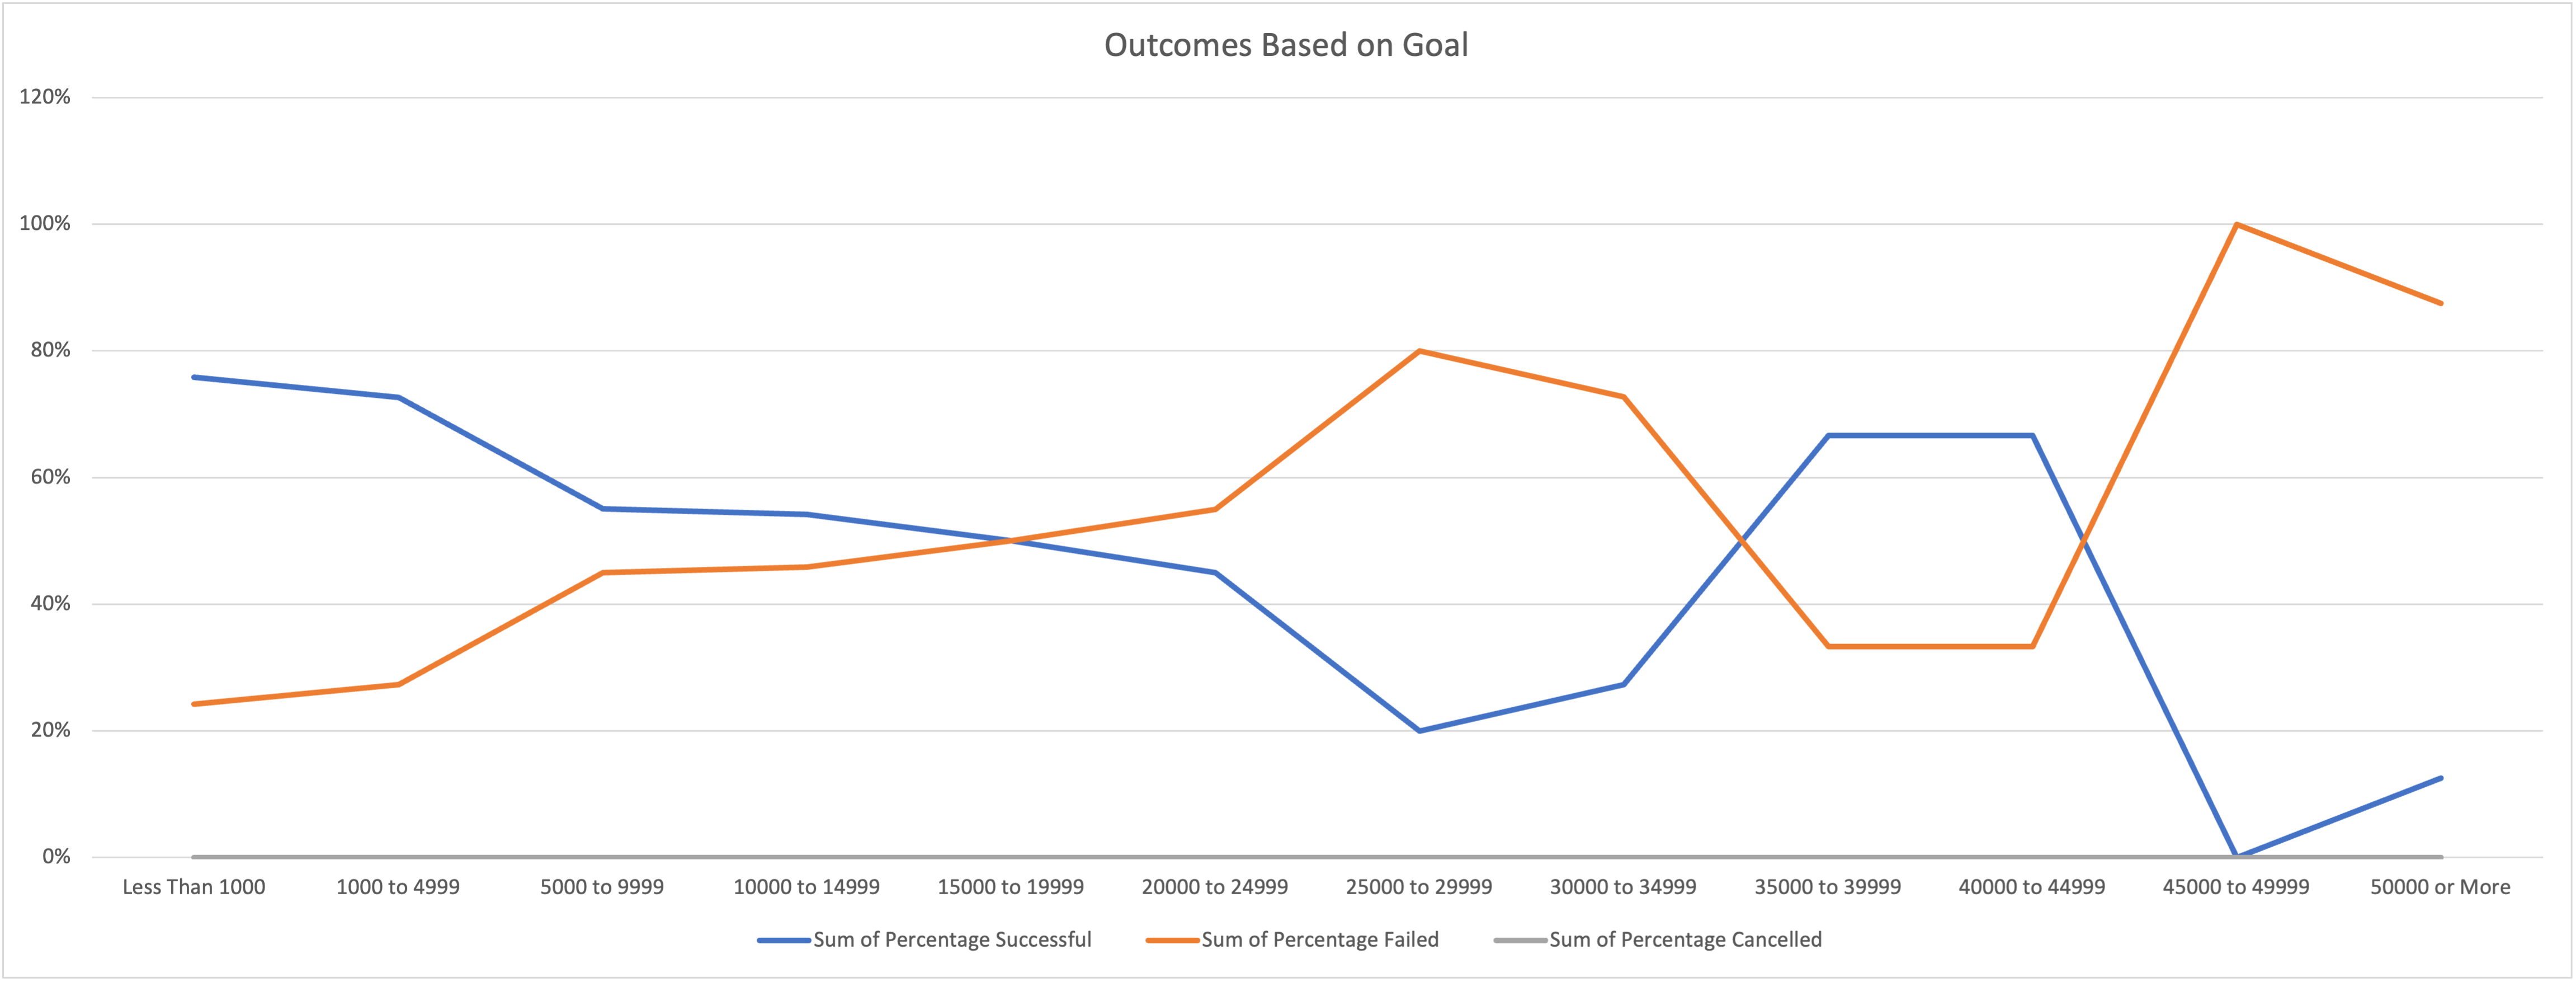 Outcomes Based on Goal
120%
100%
80%
60%
40%
20%
0%
Less Than 1000 1000 to 4999 5000 to 9999 10000 to 14999 15000 to 19999 20000 to 24999 25000 to 29999 30000 to 34999 35000 to 39999 40000 to 44999 45000 to 49999 50000 or More
Sum of Percentage Successful Sum of Percentage Failed Sum of Percentage Cancelled